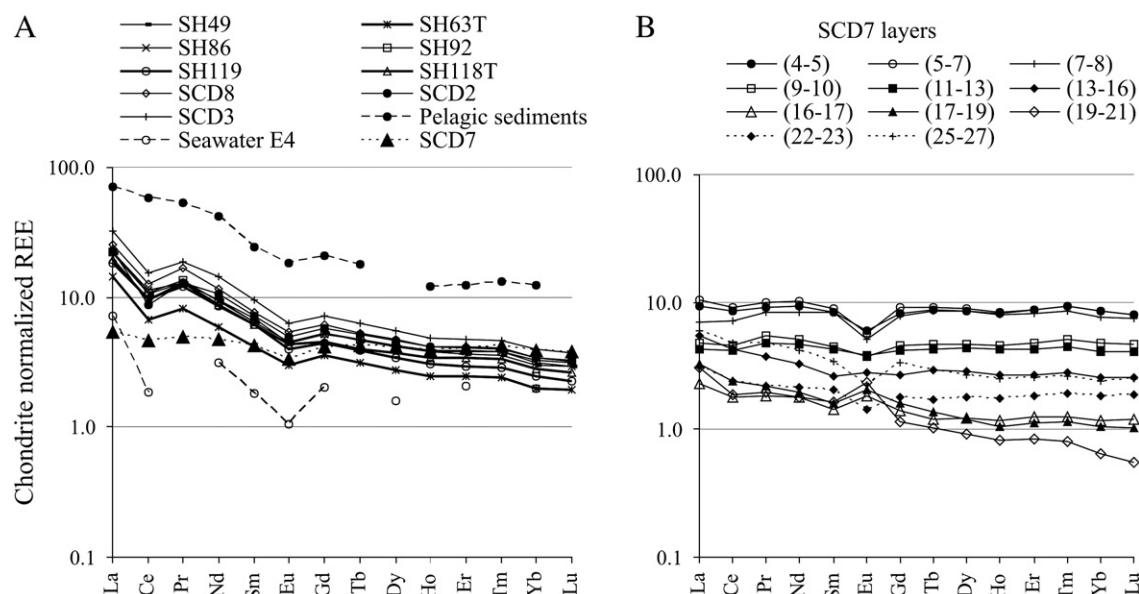 A
SH49 SH63T
SH86 SH92
SH119 SH118T
SCD8 SCD2
SCD3 Pelagic sediments
Seawater E4 SCD7
Chondrite normalized REE
100.0
10.0
1.0
0.1
La Ce Pr Nd Sm Eu Gd Tb Dy Ho Er Tm Yb Lu
B
SCD7 layers
(4-5) (5-7) (7-8)
(9-10) (11-13) (13-16)
(16-17) (17-19) (19-21)
(22-23) (25-27)
100.0
10.0
1.0
0.1
La Ce Pr Nd Sm Eu Gd Tb Dy Ho Er Tm Yb Lu